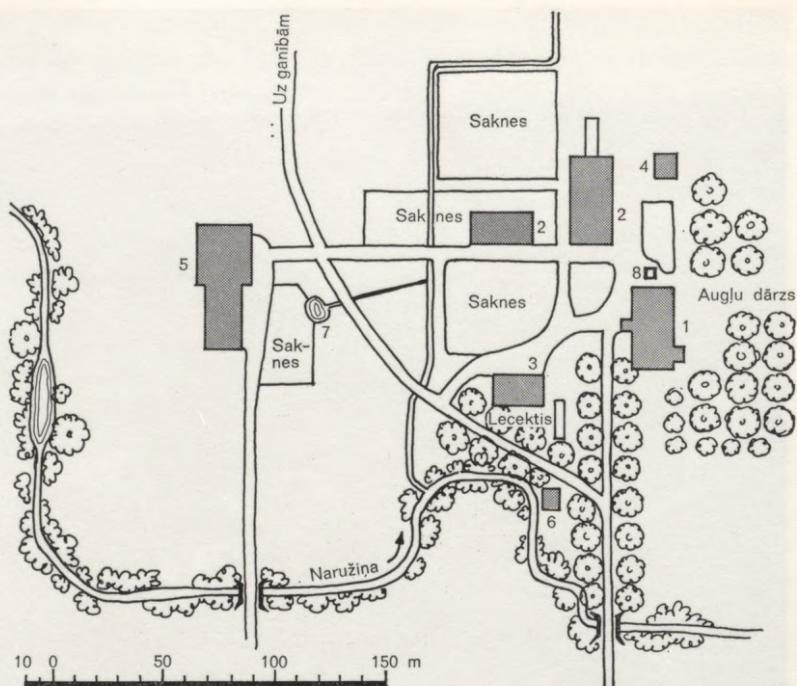 Uz ganībām
Saknes
4
Saknes
2
2
5
8
Saknes
Augļu dārzs
7
1
Sak-
nes
3
Lecektis
6
Naružiņa
10 0 50 100 150 m